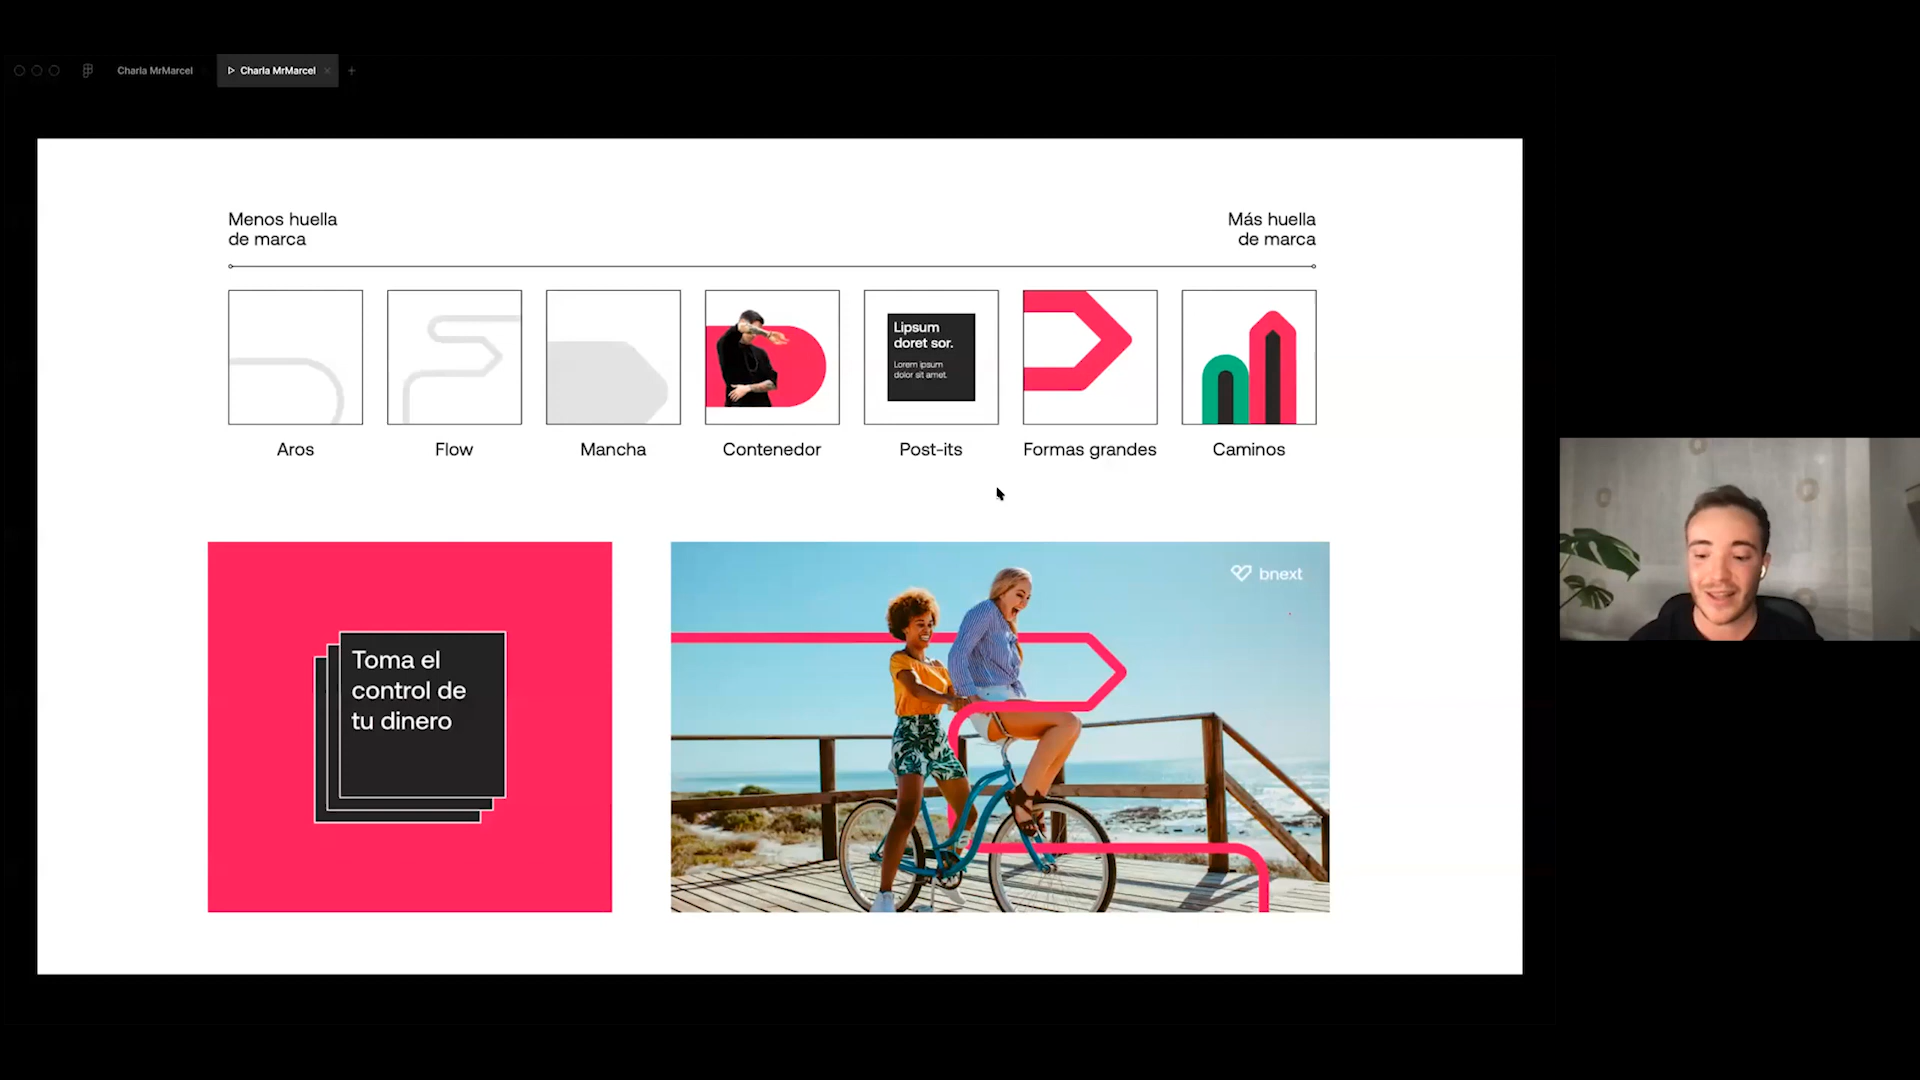 Charla MrMarcel
Charla MrMarcel
Menos huella
de marca
Más huella
de marca
Lipsum
doret sor.
Lorem ipsum
dolor sit amet.
Aros
Flow
Mancha
Contenedor
Post-its
Formas grandes
Caminos
Toma el
control de
tu dinero
bnext